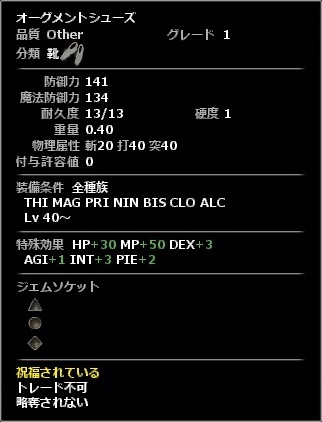 オーグメントシューズ
品質 Other グレード 1
分類 靴
防御力 141
魔法防御力 134
耐久度 13/13 硬度 1
重量 0.40
物理属性 斬20 打40 突40
付与許容値 0
装備条件 全種族
THI MAG PRI NIN BIS CLO ALC
Lv 40～
特殊効果 HP+30 MP+50 DEX+3
AGI+1 INT+3 PIE+2
ジェムソケット
祝福されている
トレード不可
略奪されない